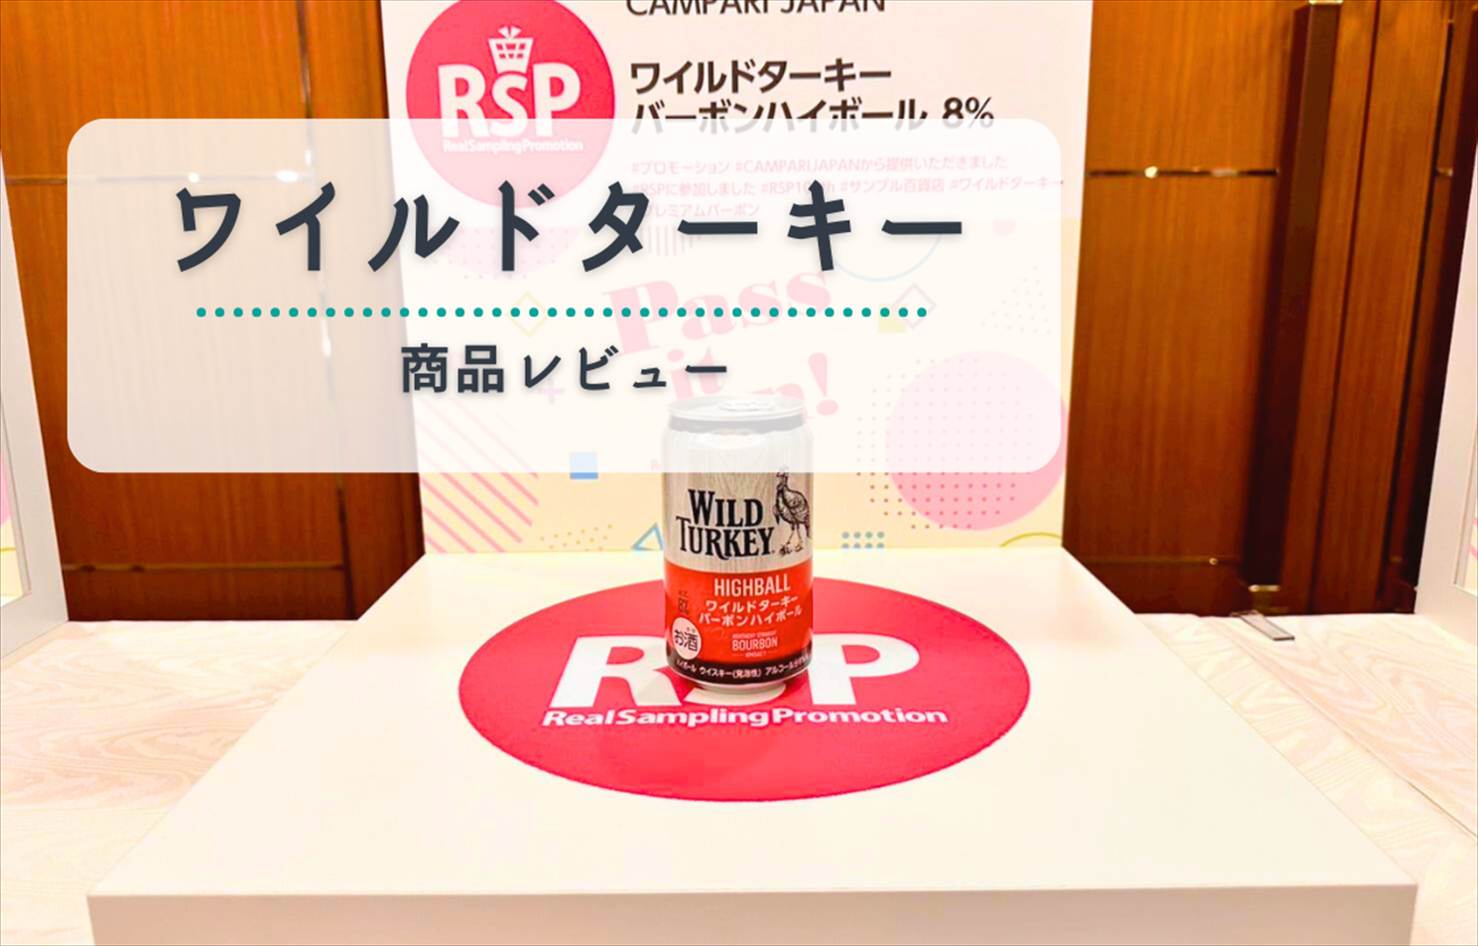 CAMPARI JAPAN
RSP
RealSamplingPromotion
ワイルドターキー
バーボンハイボール 8%
#プロモーション #CAMPARIJAPANから提供いただきました
#RSPに参加しました
#サンプル百貨店 #ワイルドターキー
プレミアムバーボン
ワイルドターキー
商品レビュー
Pass
it
WILD
TURKEY
HIGHBALL
ワイルドターキー
バーボンハイボール
8%
お酒
KENTUCKY STRAIGHT
BOURBON
ウイスキー(発泡性)
RSP
RealSamplingPromotion